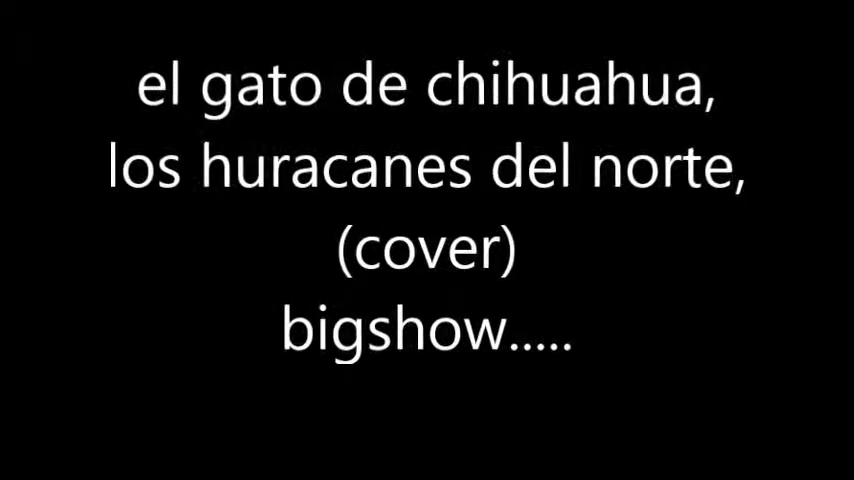 el gato de chihuahua,
los huracanes del norte,
(cover)
bigshow.....